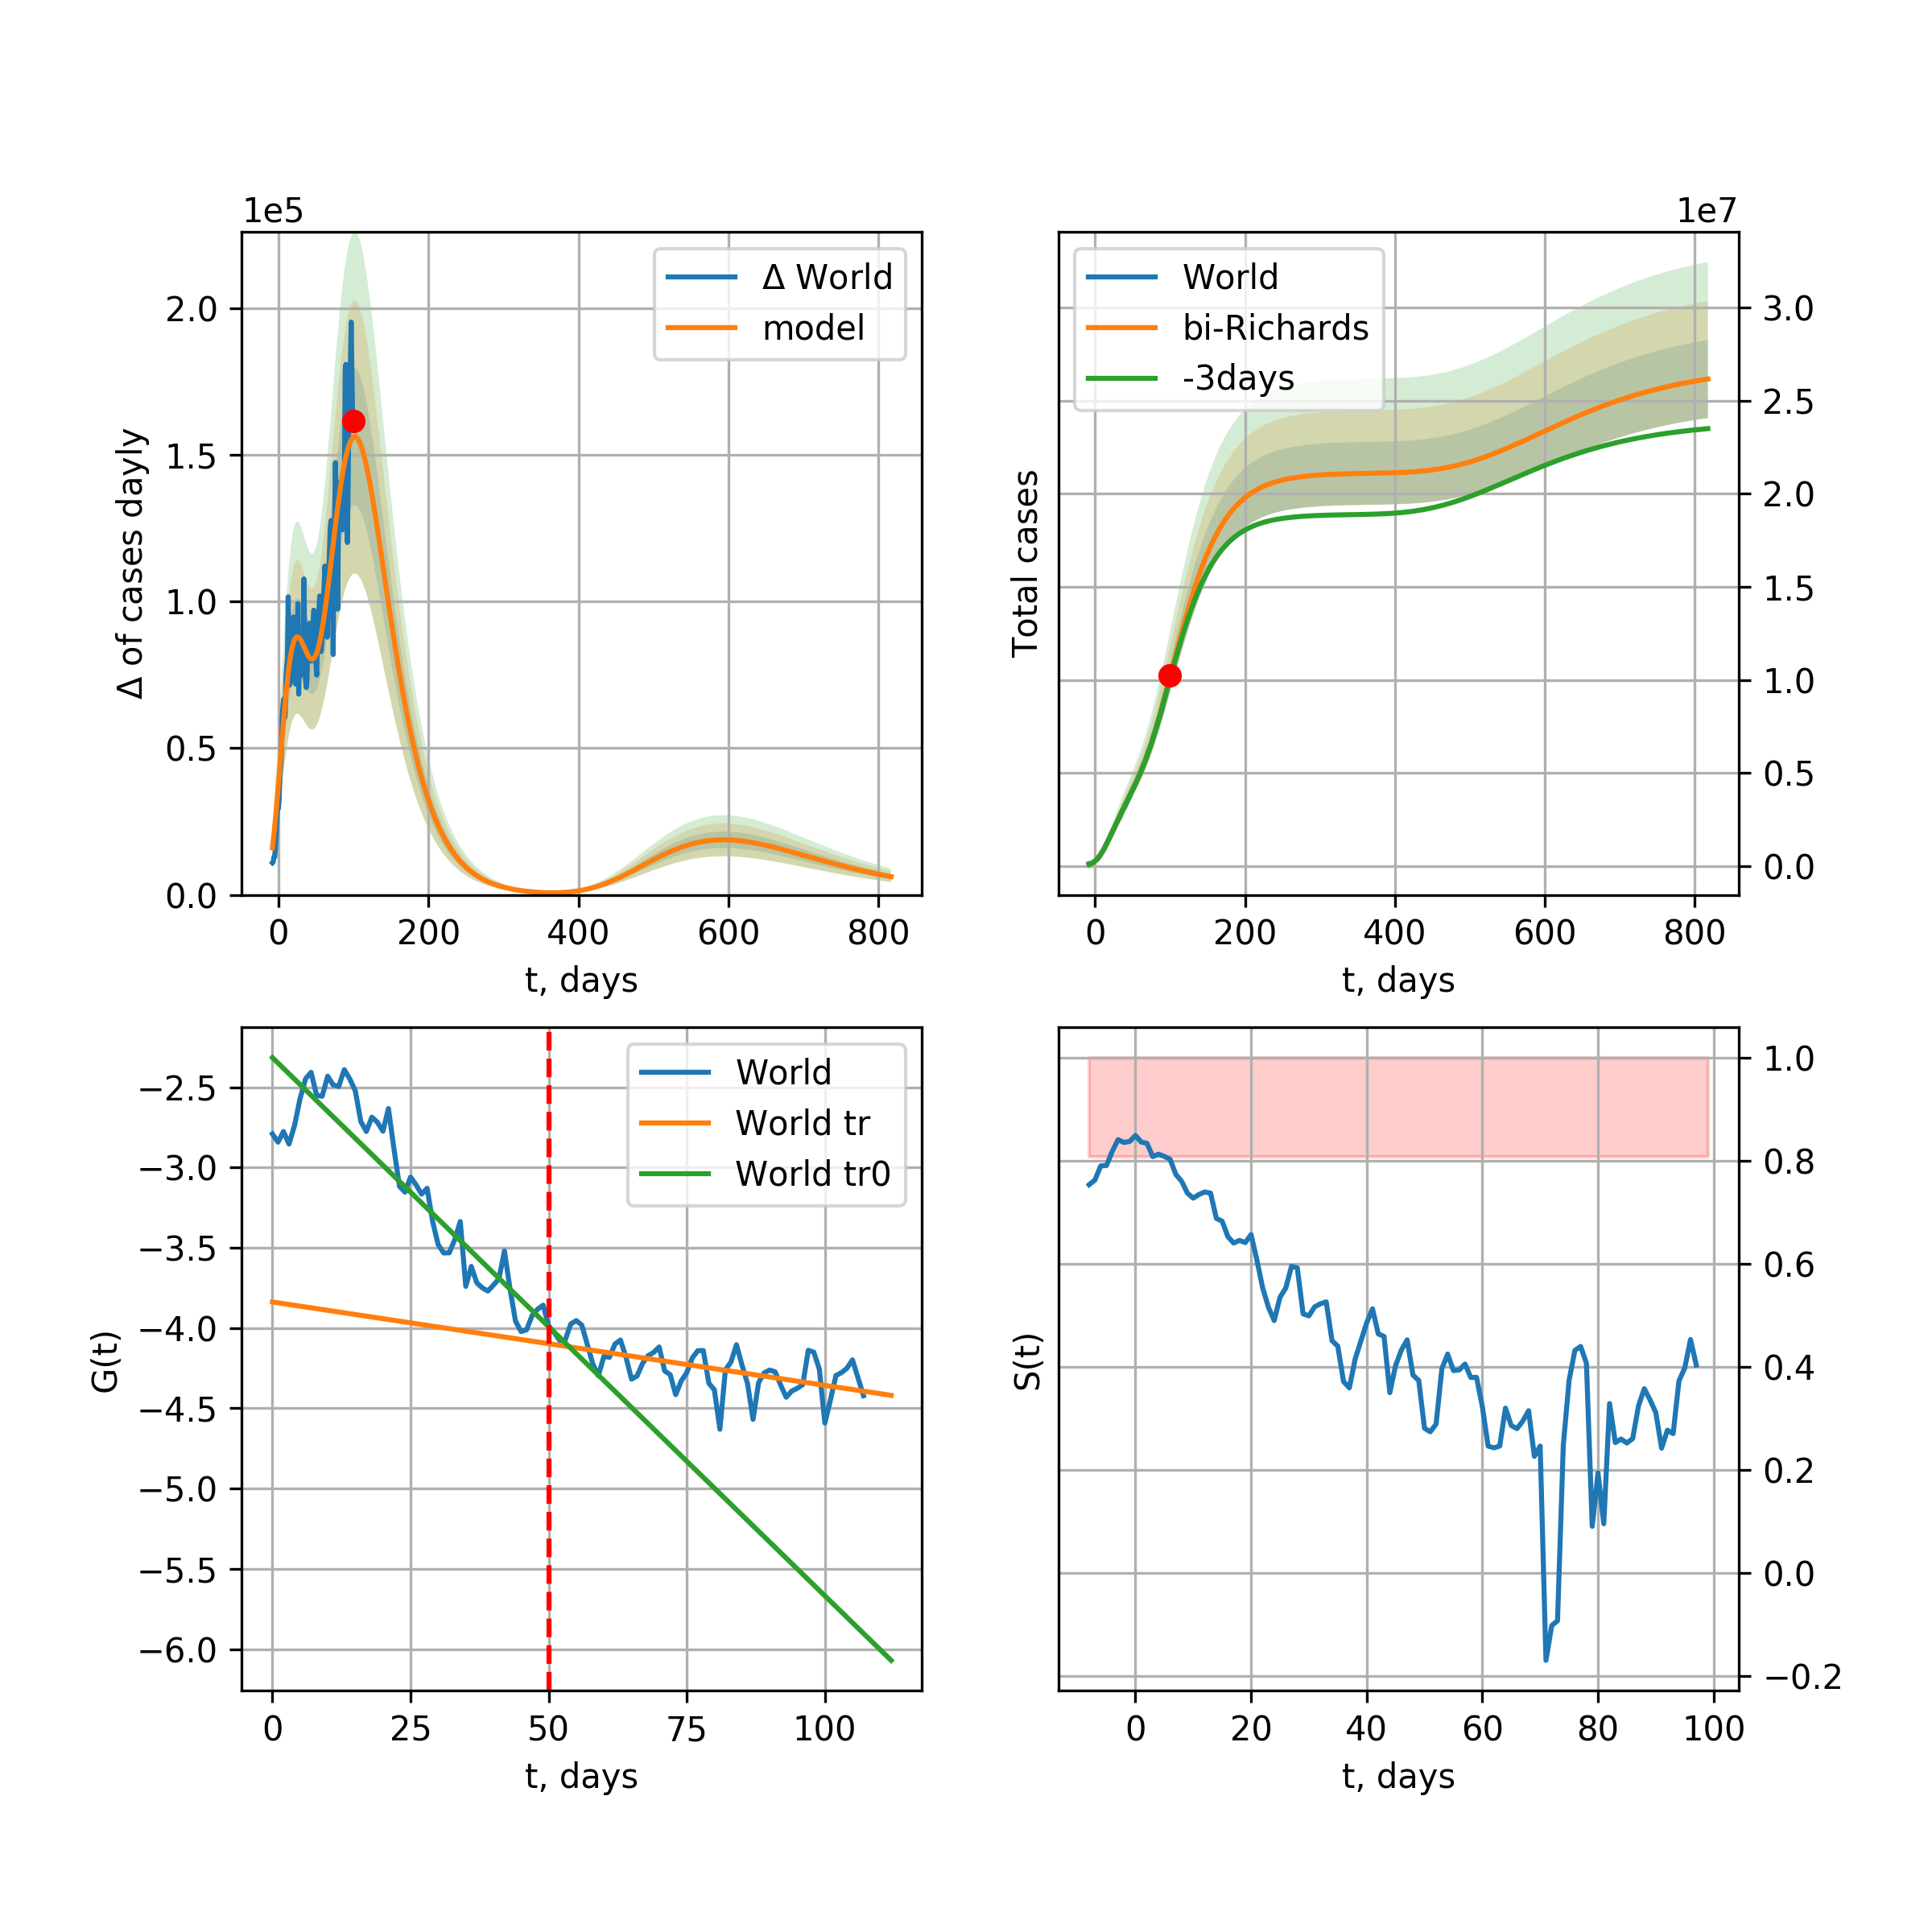 1e5
Δ of cases dayly
2.0
1.5
1.0
0.5
0.0
0 200 400 600 800
t, days
Δ World
model
1e7
Total cases
3.0
2.5
2.0
1.5
1.0
0.5
0.0
0 200 400 600 800
t, days
World
bi-Richards
-3days
G(t)
−2.5
−3.0
−3.5
−4.0
−4.5
−5.0
−5.5
−6.0
0 25 50 75 100
t, days
World
World tr
World tr0
S(t)
1.0
0.8
0.6
0.4
0.2
0.0
−0.2
0 20 40 60 80 100
t, days